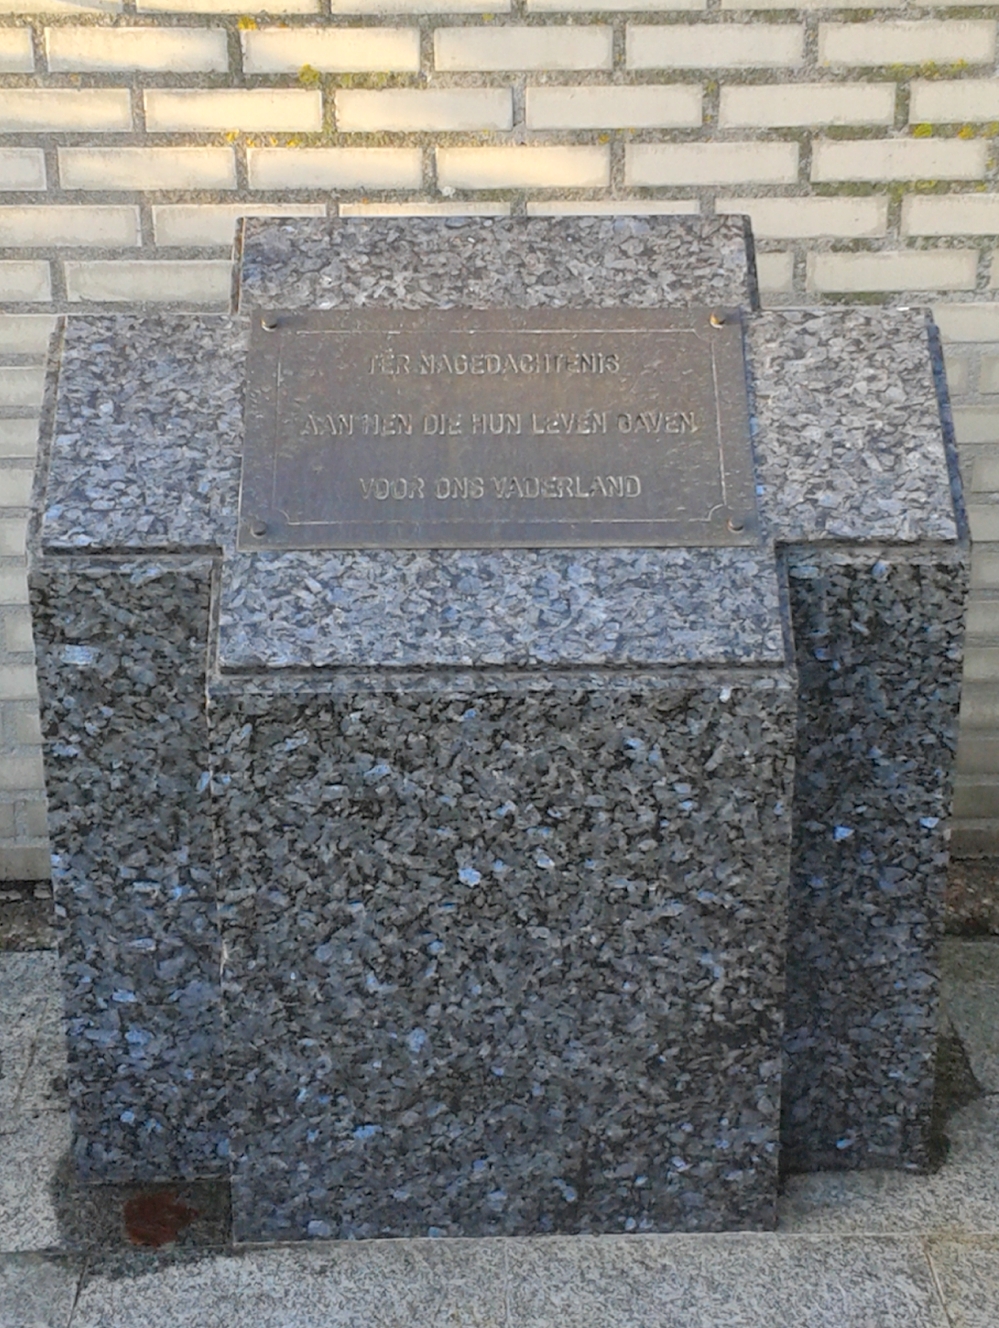 TER NAGEDACHTENIS
AAN HEN DIE HUN LEVEN GAVEN
VOOR ONS VADERLAND